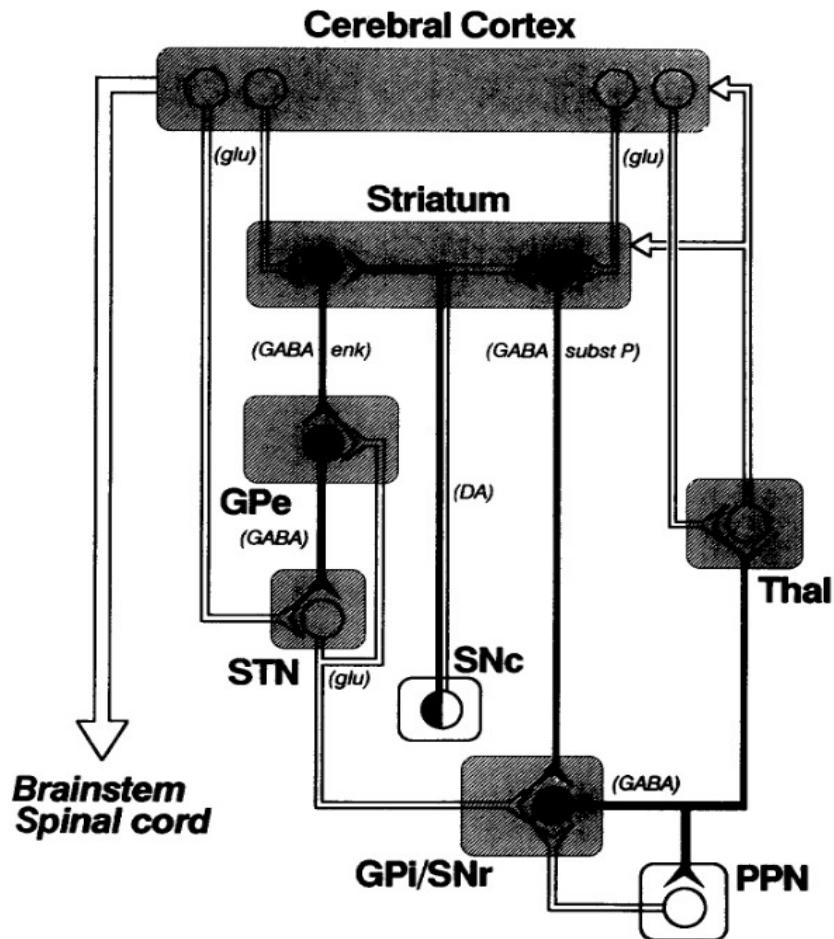 Cerebral Cortex
(glu)
(glu)
Striatum
(GABA enk)
(GABA subst P)
GPe
(DA)
(GABA)
Thal
STN
(glu)
SNc
Brainstem
Spinal cord
(GABA)
GPi/SNr
PPN